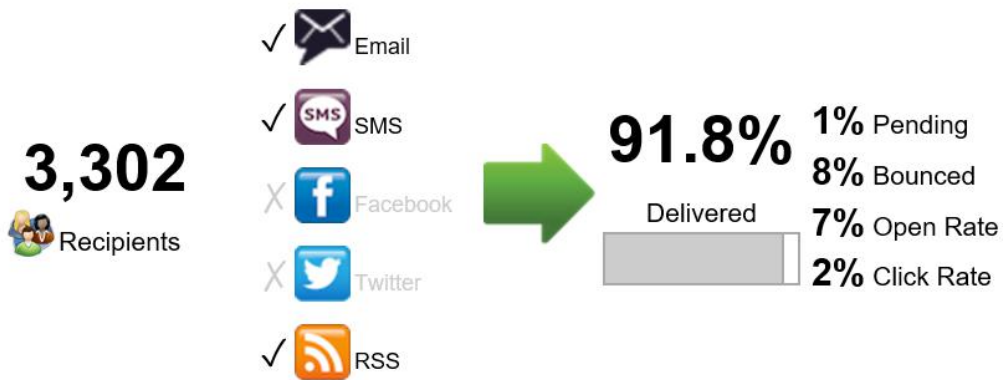 3,302
Recipients
✓ Email
✓ SMS SMS
X Facebook
X Twitter
✓ RSS
91.8%
Delivered
1% Pending
8% Bounced
7% Open Rate
2% Click Rate